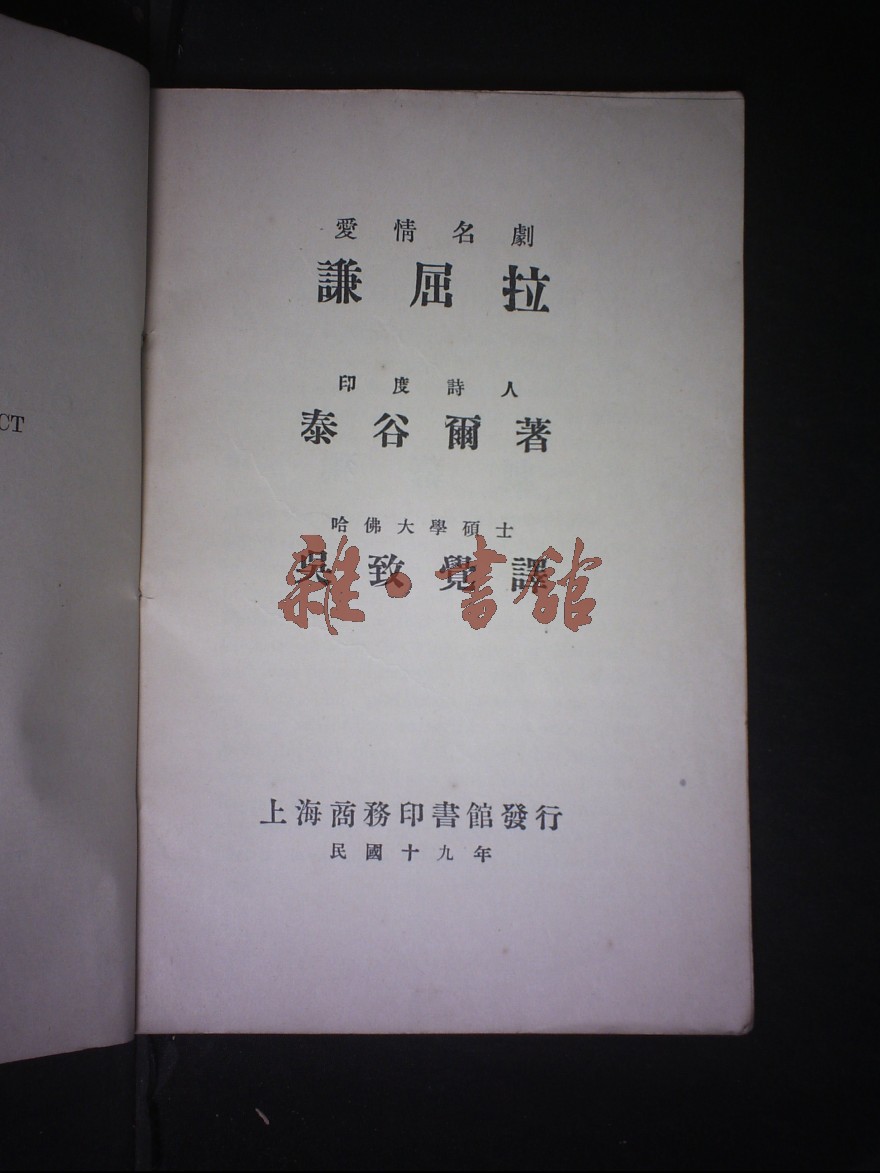 CT
愛情名劇
謙屈拉
印度詩人
泰谷爾著
哈佛大學碩士
吳致覺譯
雜·書館
上海商務印書館發行
民國十九年